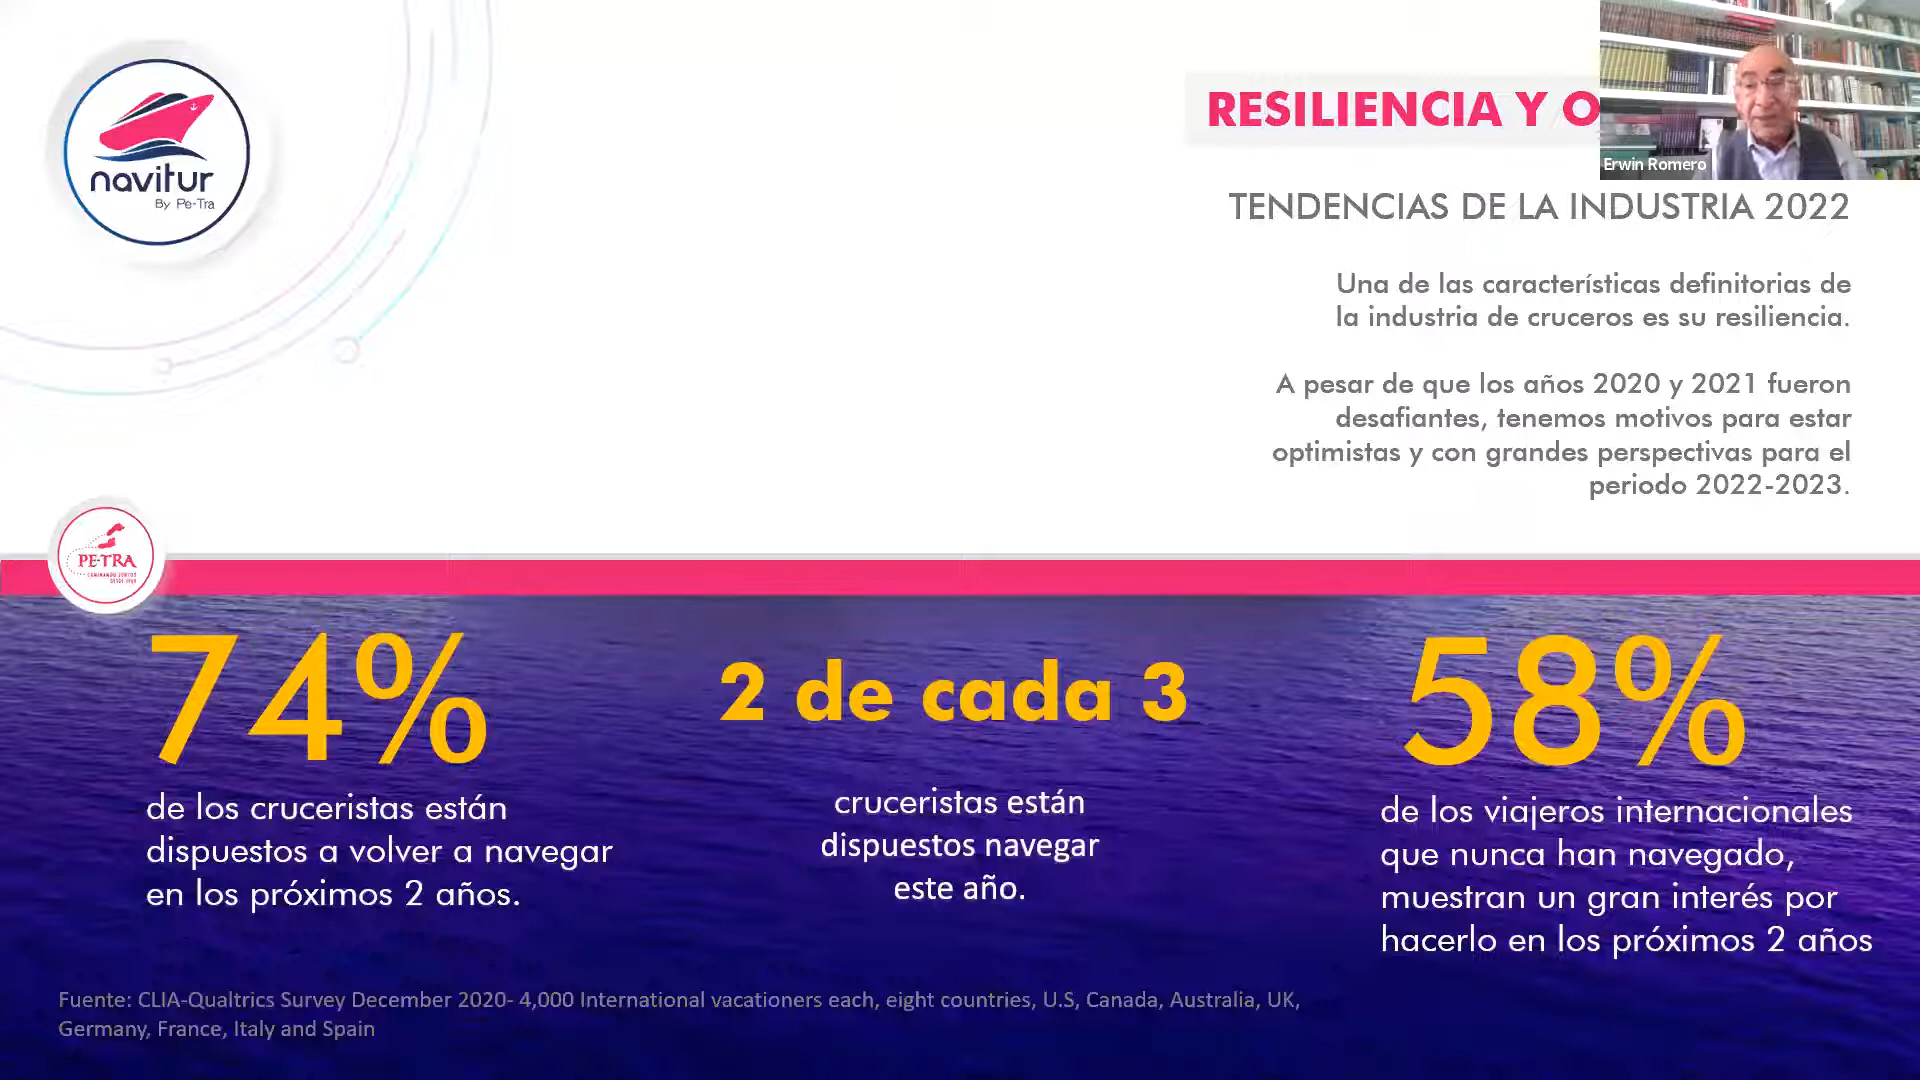 navitur
By Pe-Tra
RESILIENCIA Y O
Erwin Romero
TENDENCIAS DE LA INDUSTRIA 2022
Una de las características definitorias de
la industria de cruceros es su resiliencia.
A pesar de que los años 2020 y 2021 fueron
desafiantes, tenemos motivos para estar
optimistas y con grandes perspectivas para el
periodo 2022-2023.
PE-TRA
CAMINANDO JUNTOS
74%
de los cruceristas están
dispuestos a volver a navegar
en los próximos 2 años.
2 de cada 3
cruceristas están
dispuestos navegar
este año.
58%
de los viajeros internacionales
que nunca han navegado,
muestran un gran interés por
hacerlo en los próximos 2 años
Fuente: CLIA-Qualtrics Survey December 2020- 4,000 International vacationers each, eight countries, U.S, Canada, Australia, UK,
Germany, France, Italy and Spain